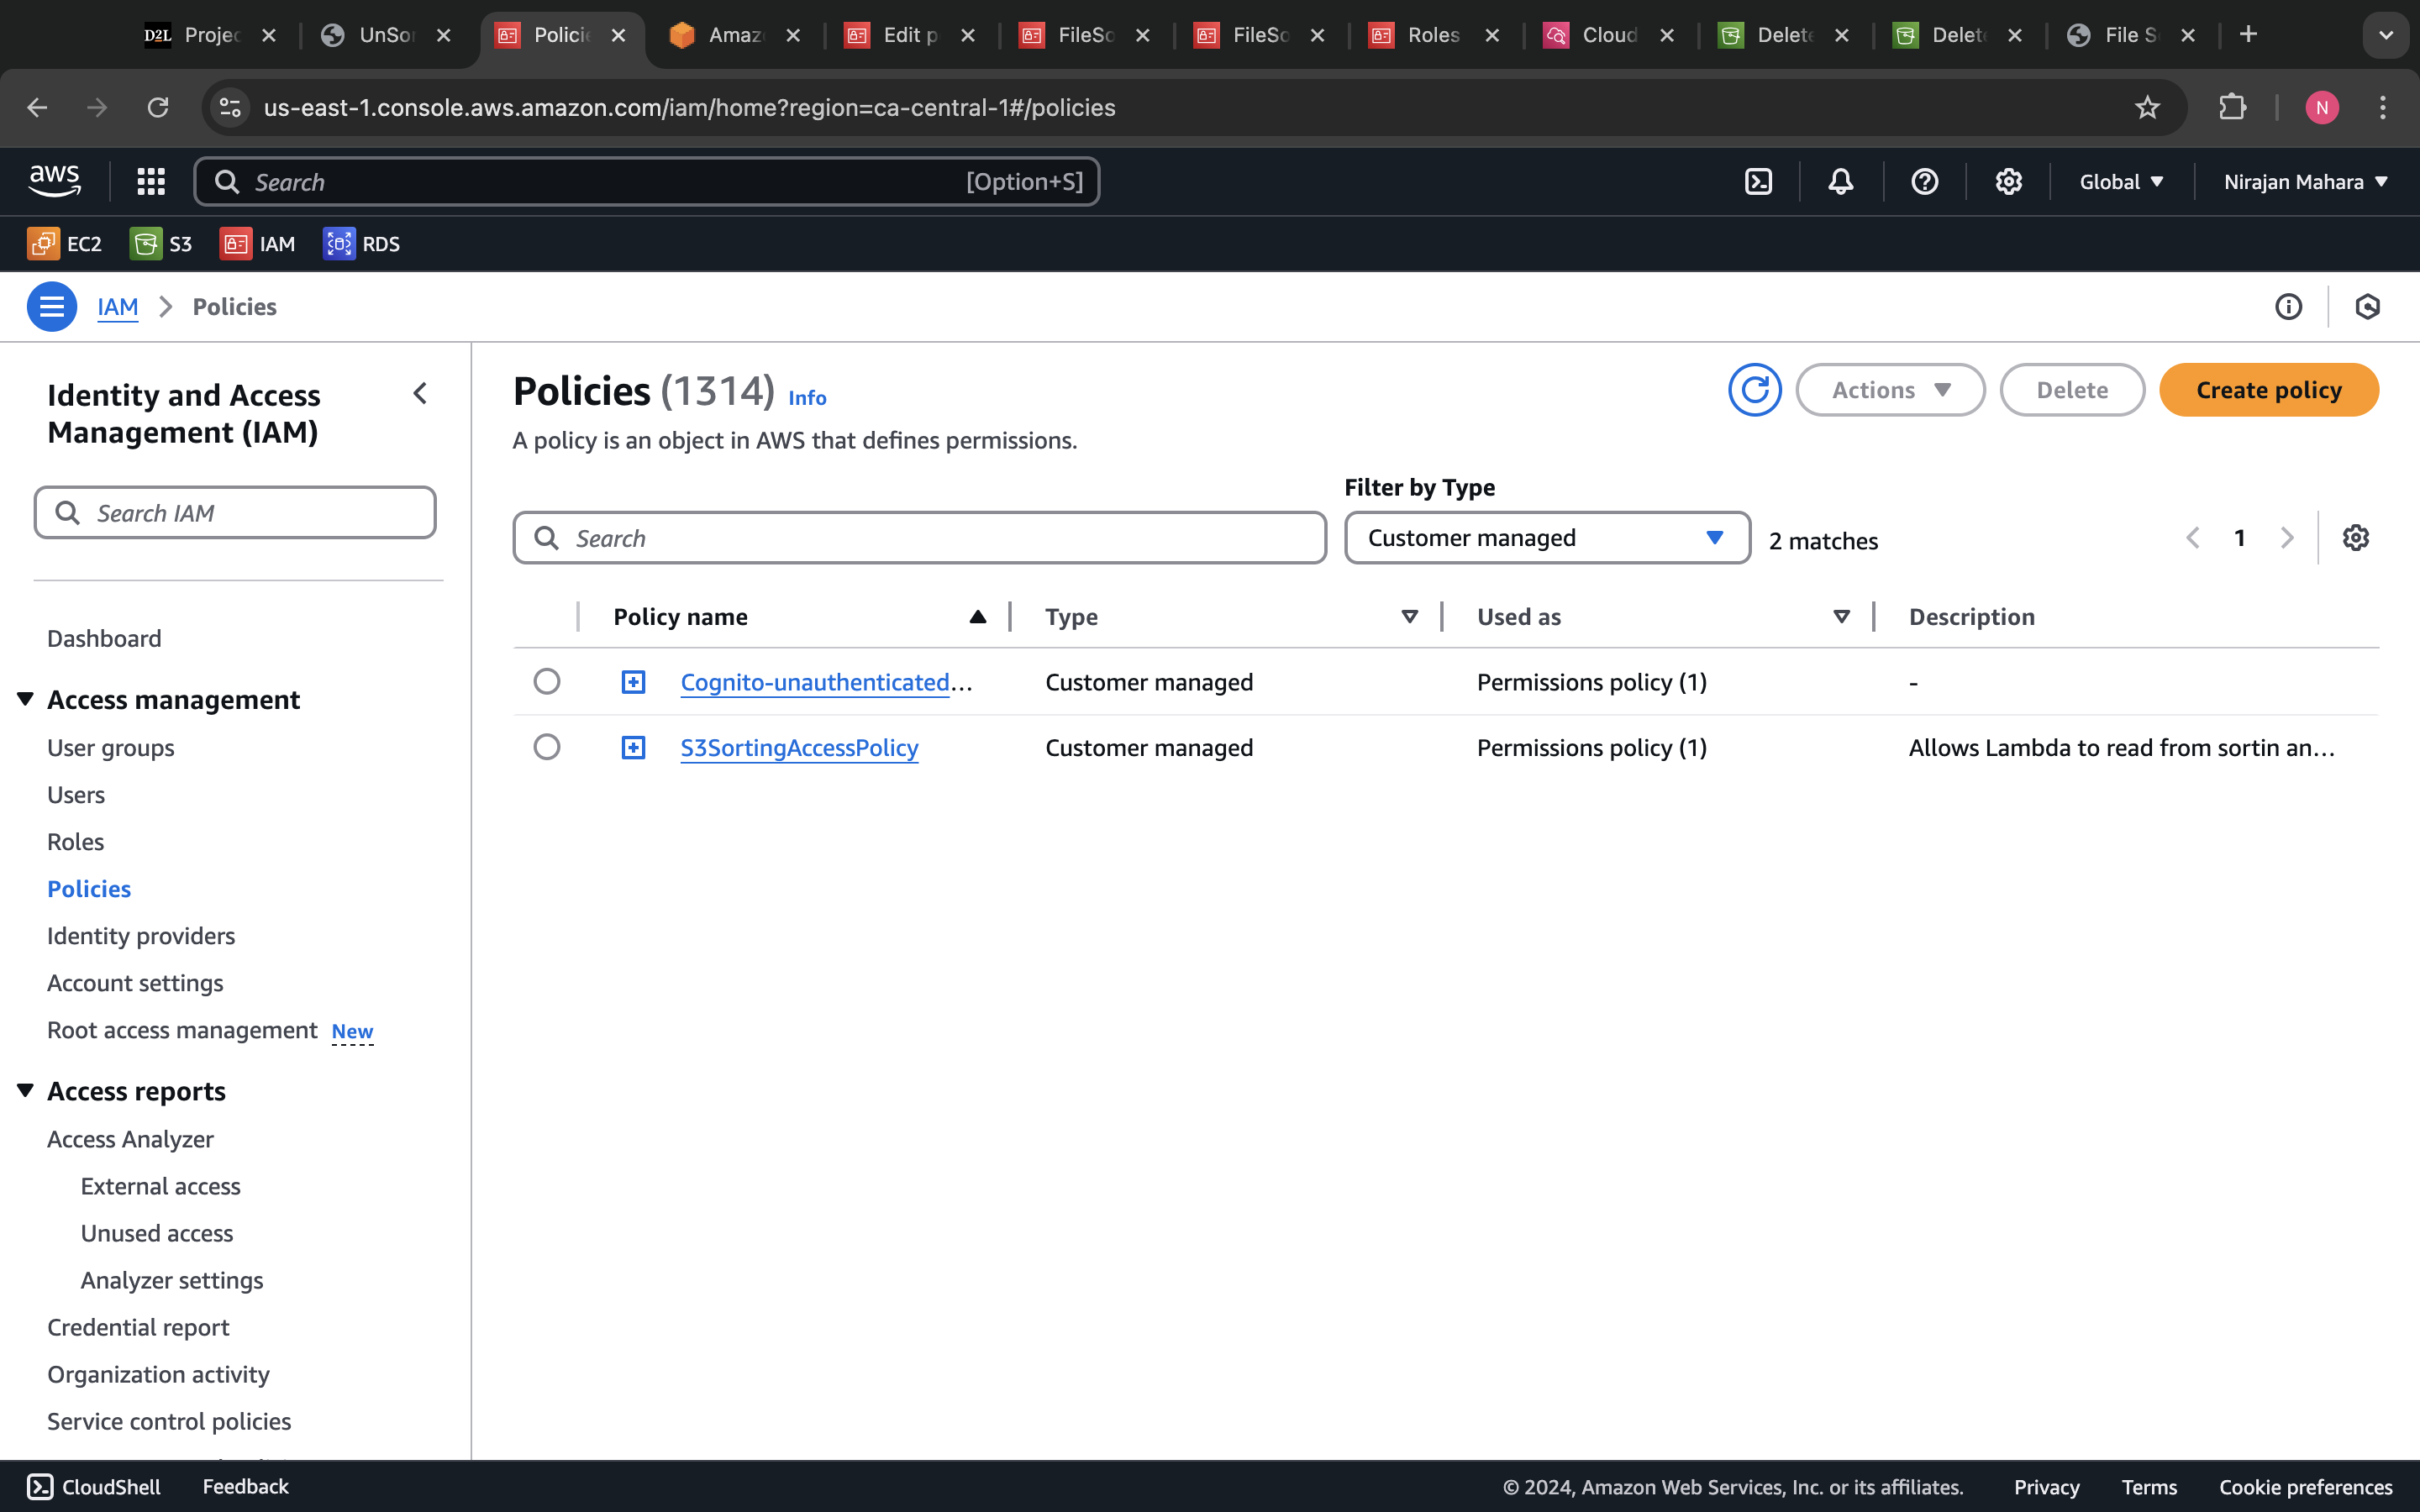 D2L Projec
UnSor
Policie
Amaz
Edit p
FileSo
FileSo
Roles
Cloud
Delete
Delete
File S
us-east-1.console.aws.amazon.com/iam/home?region=ca-central-1#/policies
N
aws
Search
[Option+S]
Global
Nirajan Mahara
EC2
S3
IAM
RDS
IAM > Policies
Identity and Access
Management (IAM)
Search IAM
Dashboard
Access management
User groups
Users
Roles
Policies
Identity providers
Account settings
Root access management New
Access reports
Access Analyzer
External access
Unused access
Analyzer settings
Credential report
Organization activity
Service control policies
Policies (1314) Info
A policy is an object in AWS that defines permissions.
Actions
Delete
Create policy
Filter by Type
Search
Customer managed
2 matches
1
Policy name Type Used as Description
Cognito-unauthenticated... Customer managed Permissions policy (1) -
S3SortingAccessPolicy Customer managed Permissions policy (1) Allows Lambda to read from sortin an...
CloudShell
Feedback
© 2024, Amazon Web Services, Inc. or its affiliates.
Privacy
Terms
Cookie preferences